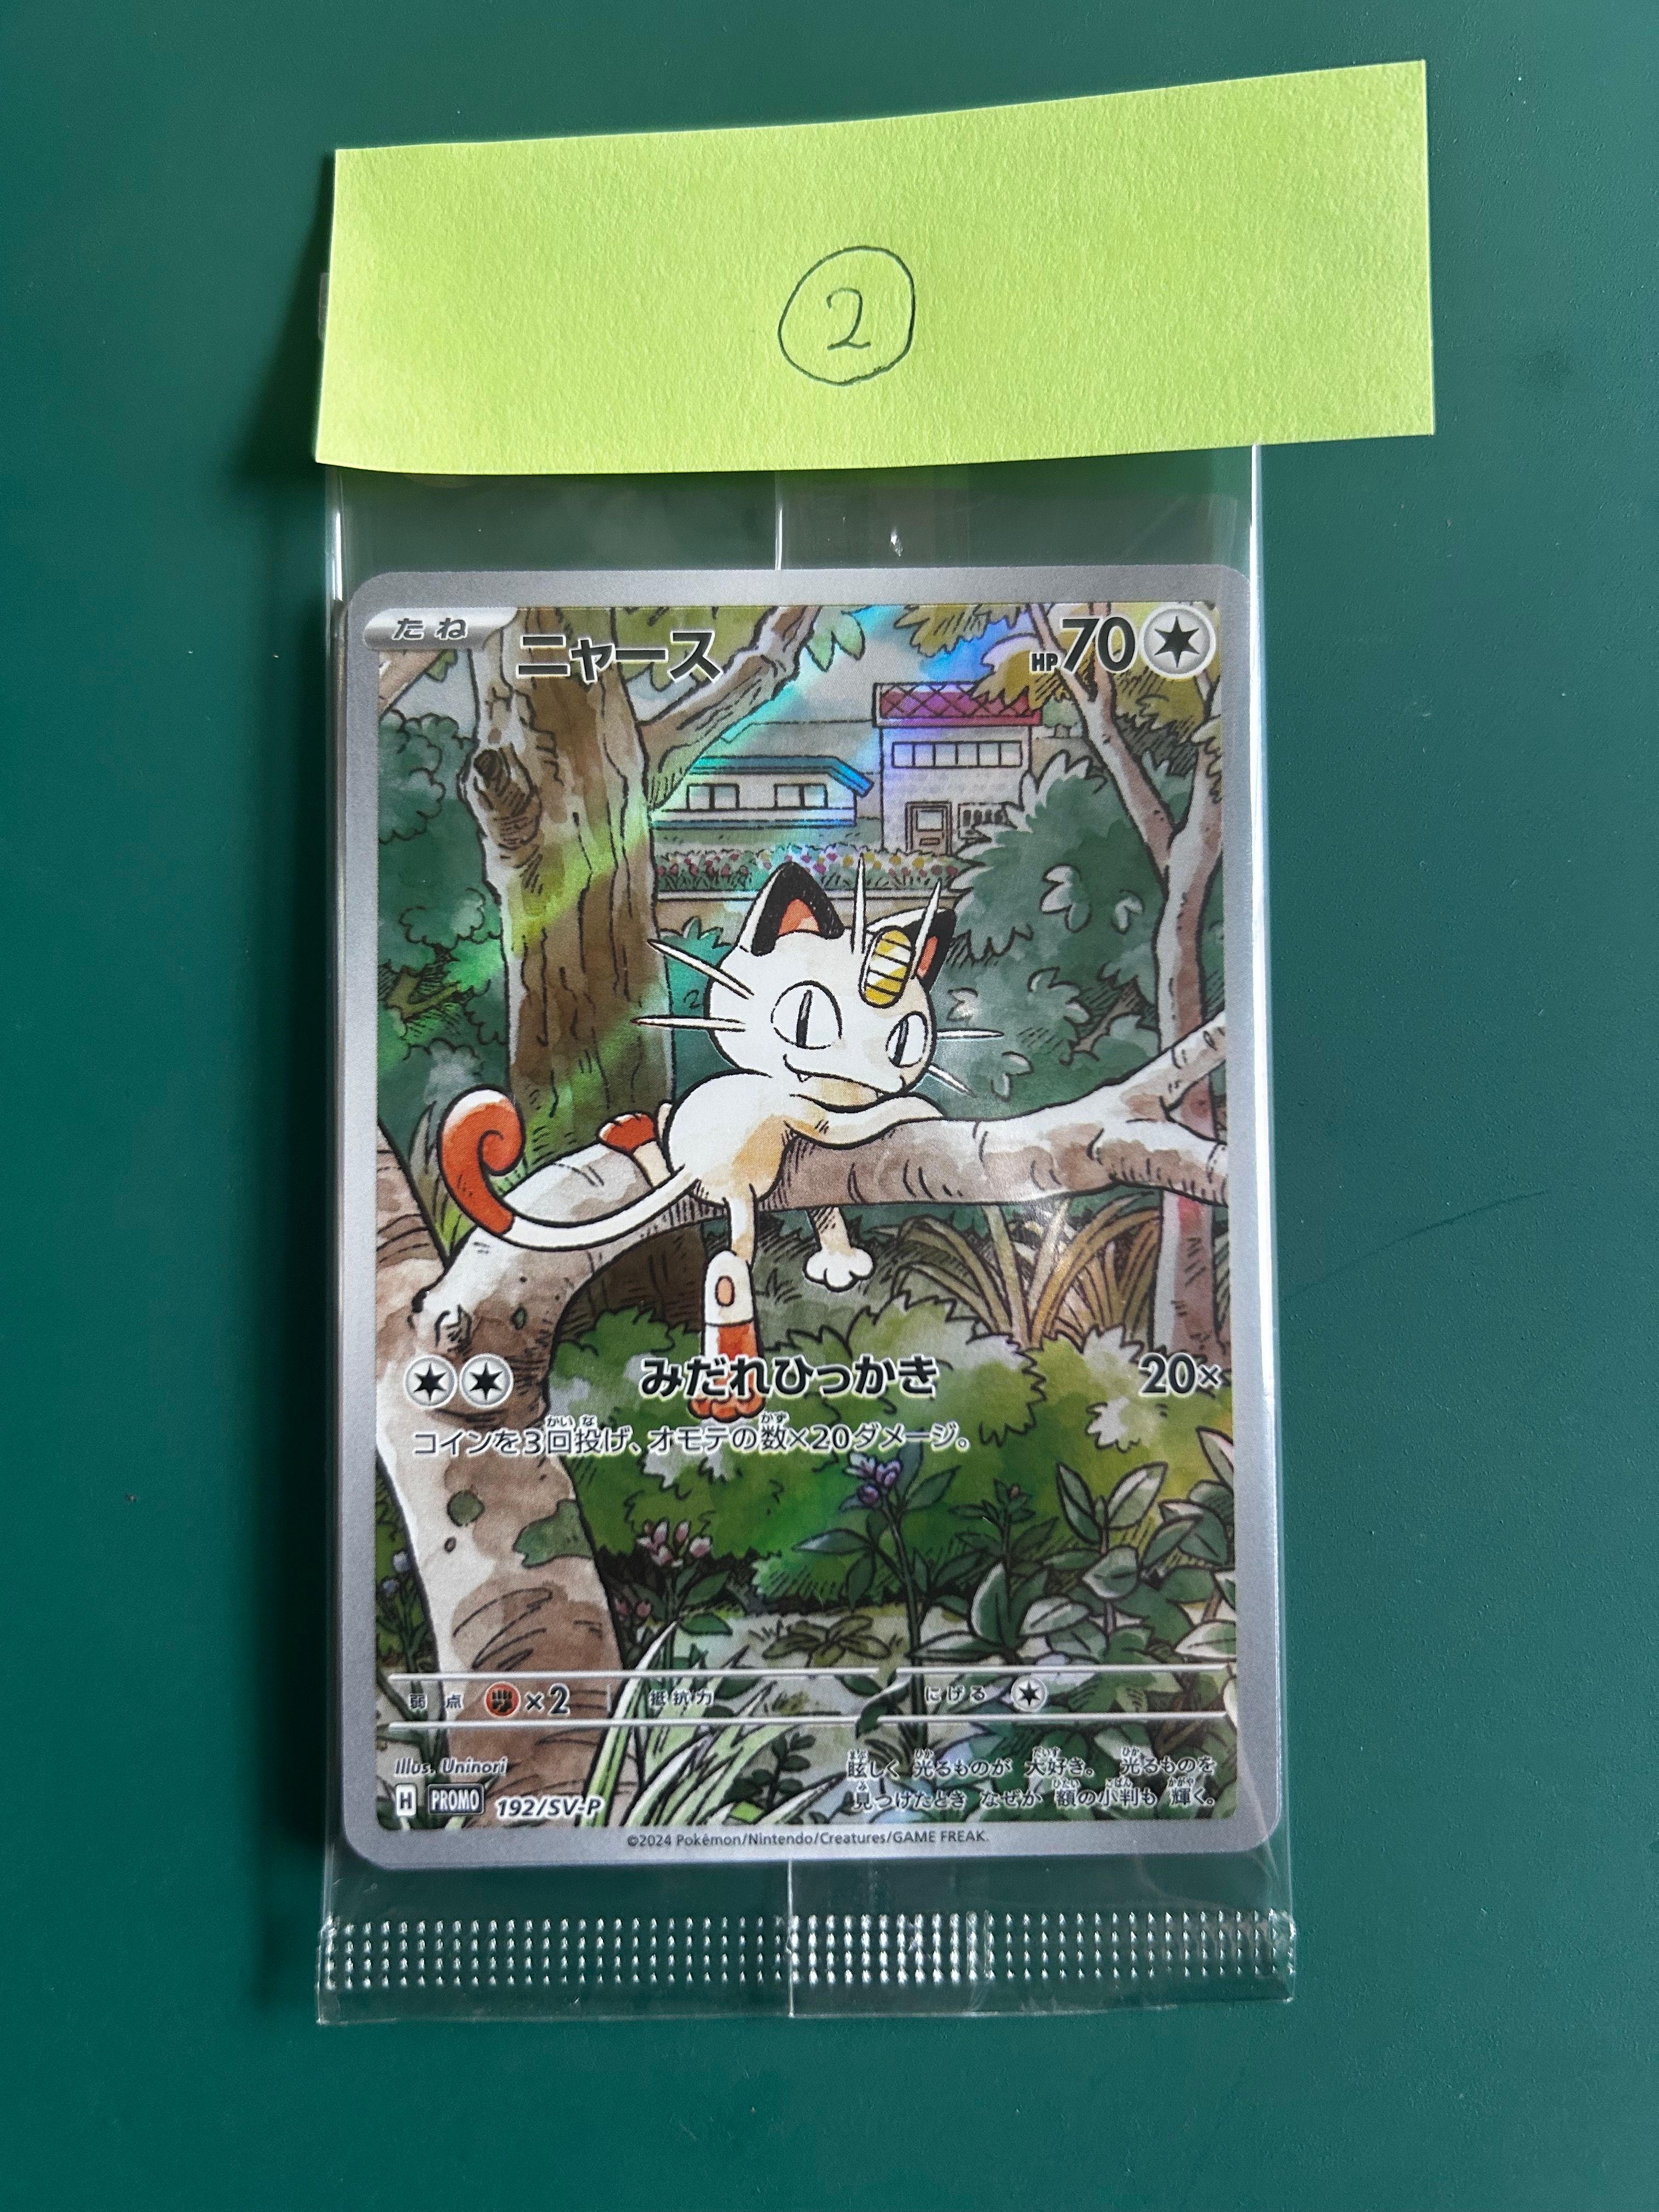 ②
たね ニャース HP70
みだれひっかき 20×
コインを3回投げ、オモテの数×20ダメージ。
弱点 ×2 抵抗力 にげる
Illus. Uninori
眩しく 光るものが 大好き。 光るものを
見つけたとき なぜか 額の小判も 輝く。
H PROMO 192/SV-P
©2024 Pokémon/Nintendo/Creatures/GAME FREAK.